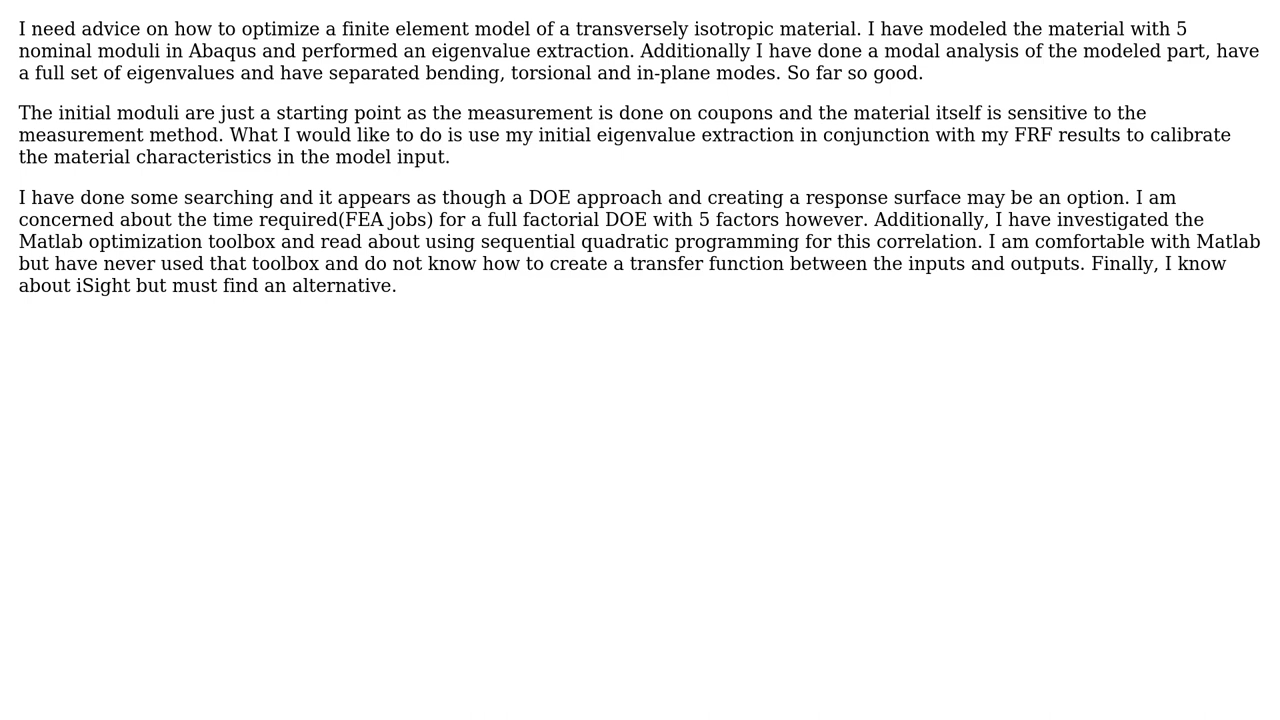 I need advice on how to optimize a finite element model of a transversely isotropic material. I have modeled the material with 5
nominal moduli in Abaqus and performed an eigenvalue extraction. Additionally I have done a modal analysis of the modeled part, have
a full set of eigenvalues and have separated bending, torsional and in-plane modes. So far so good.
The initial moduli are just a starting point as the measurement is done on coupons and the material itself is sensitive to the
measurement method. What I would like to do is use my initial eigenvalue extraction in conjunction with my FRF results to calibrate
the material characteristics in the model input.
I have done some searching and it appears as though a DOE approach and creating a response surface may be an option. I am
concerned about the time required(FEA jobs) for a full factorial DOE with 5 factors however. Additionally, I have investigated the
Matlab optimization toolbox and read about using sequential quadratic programming for this correlation. I am comfortable with Matlab
but have never used that toolbox and do not know how to create a transfer function between the inputs and outputs. Finally, I know
about iSight but must find an alternative.